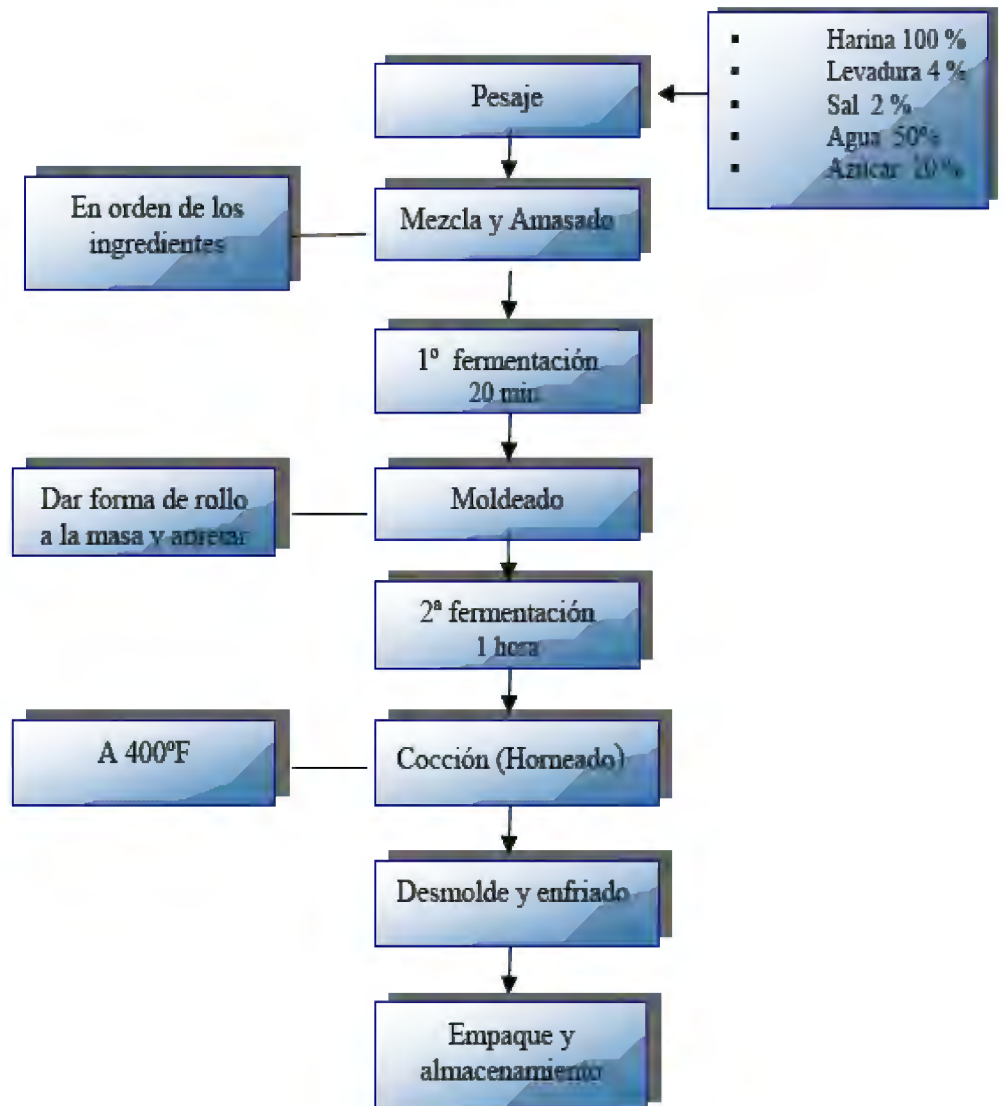 Pesaje
▪ Harina 100 %
▪ Levadura 4 %
▪ Sal 2 %
▪ Agua 50%
▪ Azúcar 20 %
En orden de los
ingredientes
Mezcla y Amasado
1º fermentación
20 min.
Dar forma de rollo
a la masa y apretar
Moldeado
2ª fermentación
1 hora
A 400ºF
Cocción (Horneado)
Desmolde y enfriado
Empaque y
almacenamiento